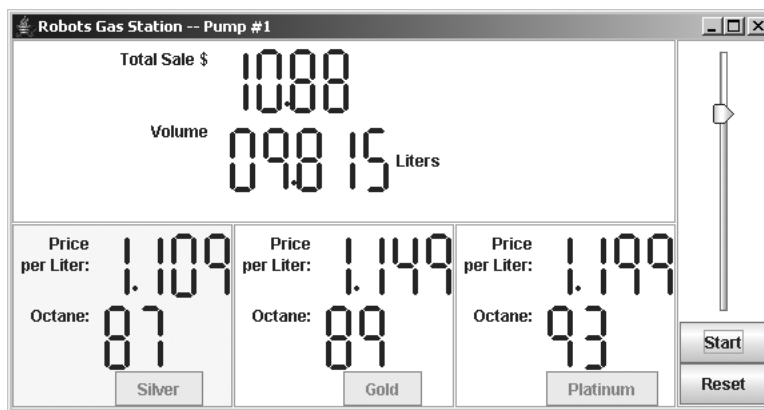 Robots Gas Station -- Pump #1
Total Sale $ 10.88
Volume 09.815 Liters
Price per Liter: 1.109
Octane: 87
Silver
Price per Liter: 1.149
Octane: 89
Gold
Price per Liter: 1.199
Octane: 93
Platinum
Start
Reset